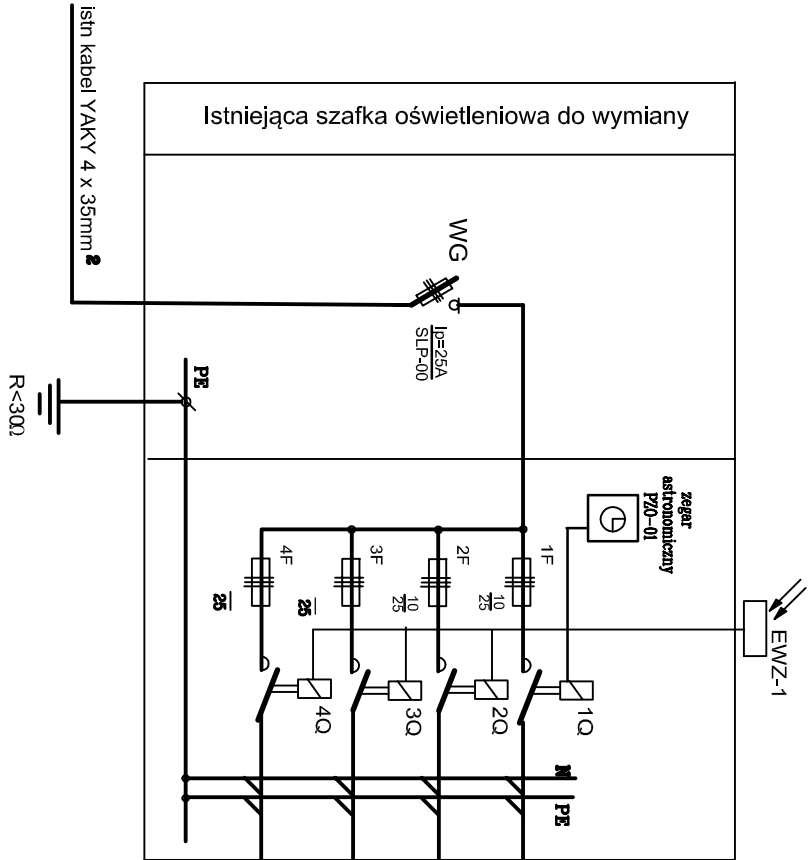 istn kabel YAKY 4 x 35mm²
Istniejąca szafka oświetleniowa do wymiany
WG
Ip=25A
SLP-00
PE
R<30Ω
zegar
astronomiczny
PZO-01
EWZ-1
1F
10
25
2F
10
25
3F
25
4F
25
1Q
2Q
3Q
4Q
N
PE